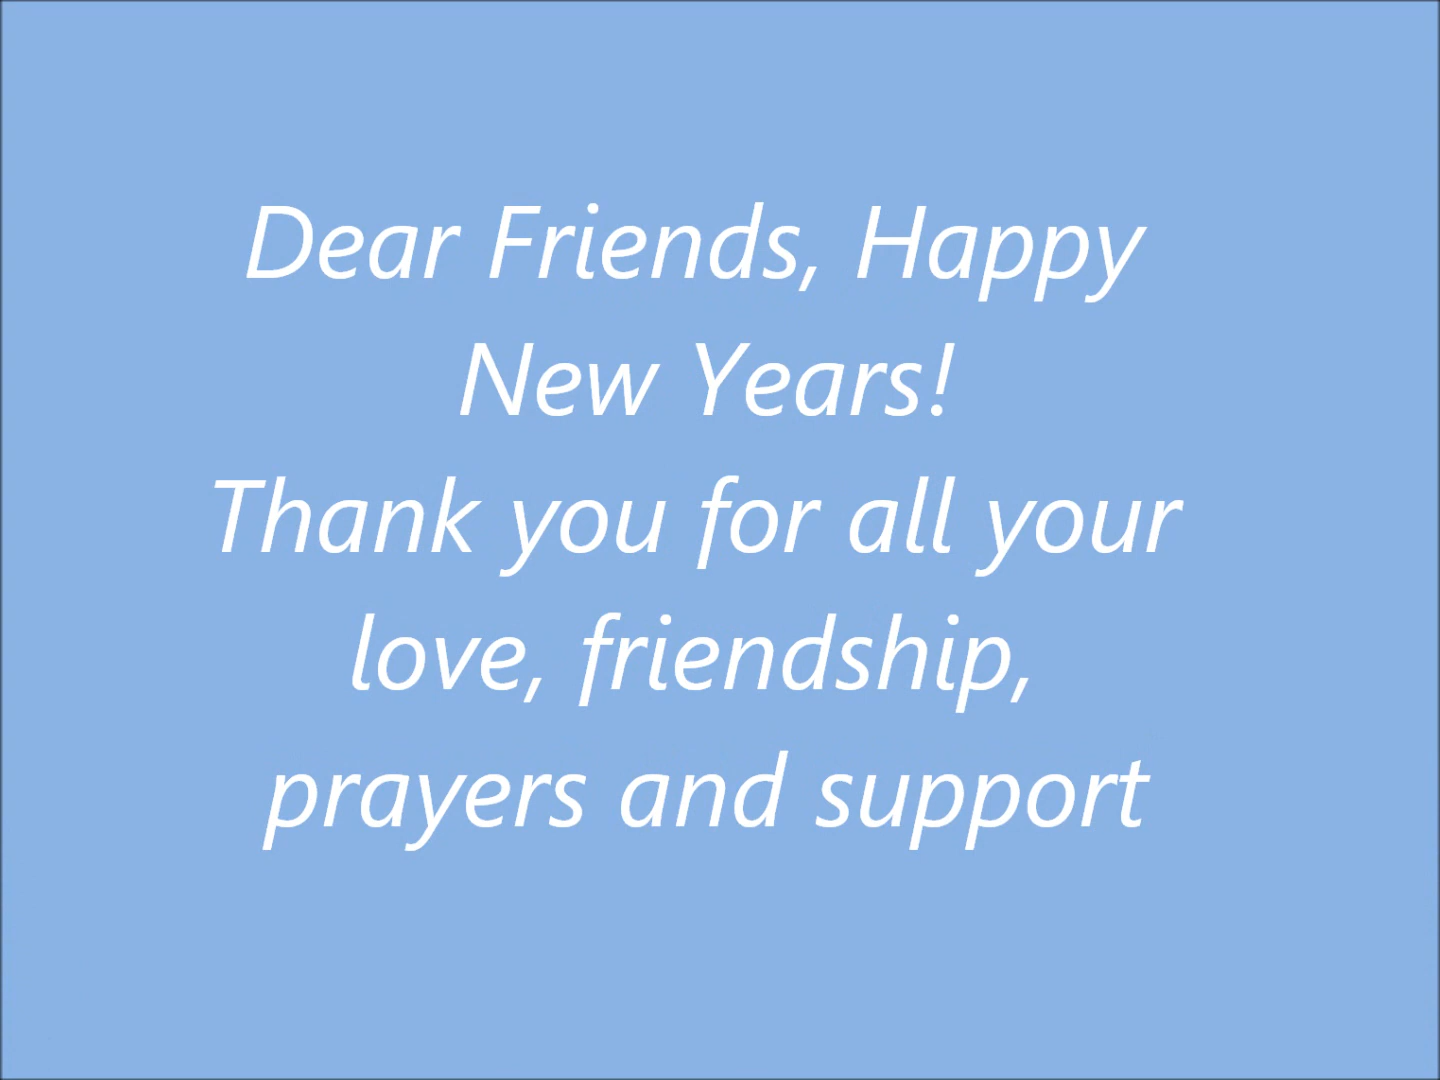 Dear Friends, Happy
New Years!
Thank you for all your
love, friendship,
prayers and support